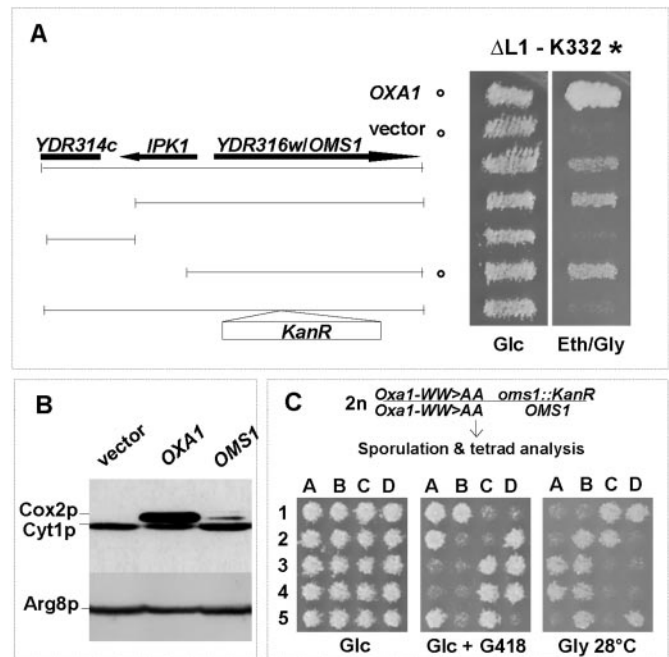 A
ΔL1 - K332 *
OXA1
vector
YDR314c IPK1 YDR316w/OMS1
KanR
Glc Eth/Gly
B
vector OXA1 OMS1
Cox2p
Cyt1p
Arg8p
C
2n
Oxa1-WW>AA oms1::KanR
Oxa1-WW>AA OMS1
Sporulation & tetrad analysis
A B C D A B C D A B C D
1
2
3
4
5
Glc Glc + G418 Gly 28°C